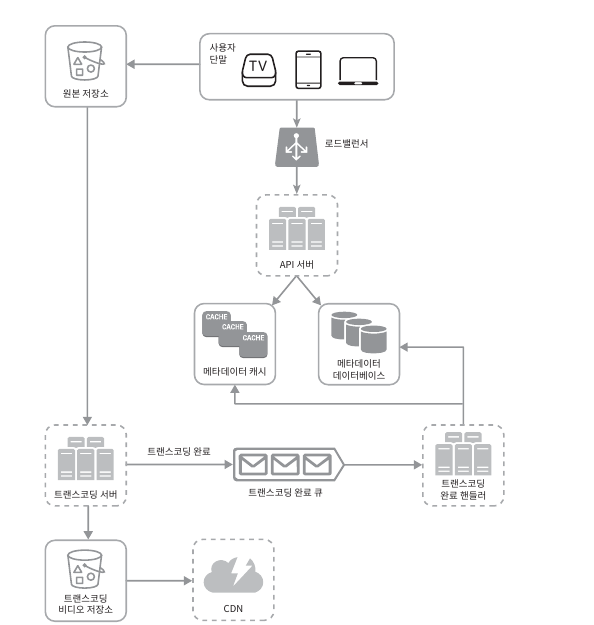 사용자
단말
TV
원본 저장소
로드밸런서
API 서버
CACHE
CACHE
CACHE
메타데이터 캐시
메타데이터
데이터베이스
트랜스코딩 서버
트랜스코딩 완료
트랜스코딩 완료 큐
트랜스코딩
완료 핸들러
트랜스코딩
비디오 저장소
CDN